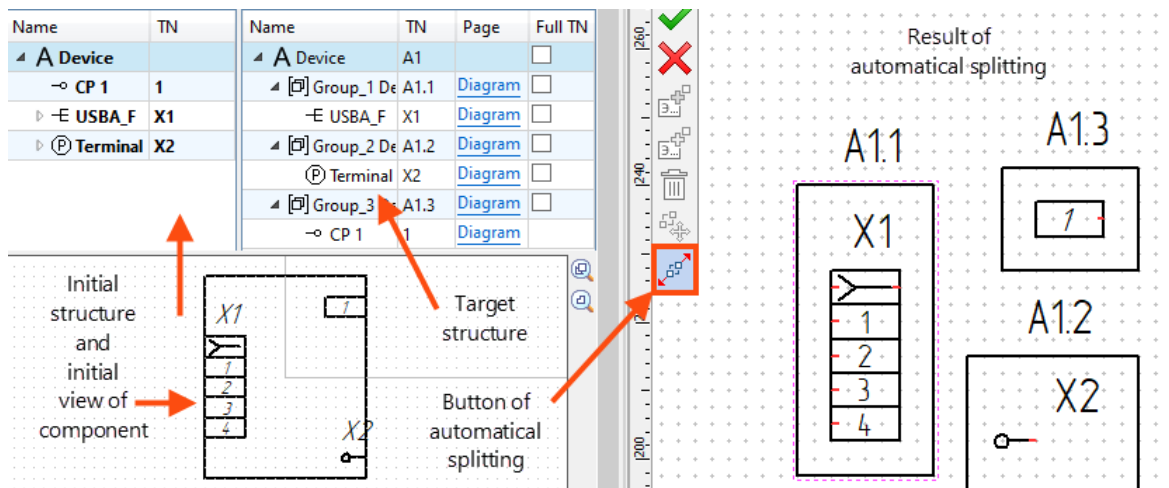 Name TN
A Device
CP 1 1
USBA_F X1
P Terminal X2
Name TN Page Full TN
A Device A1
Group_1 De A1.1 Diagram
USBA_F X1 Diagram
Group_2 De A1.2 Diagram
P Terminal X2 Diagram
Group_3 A1.3 Diagram
CP 1 1 Diagram
Initial
structure
and
initial
view of
component
X1
1
1
2
3
4
X2
Target
structure
Button of
automatical
splitting
260
240
200
Result of
automatical splitting
A1.1
X1
1
2
3
4
A1.3
1
A1.2
X2